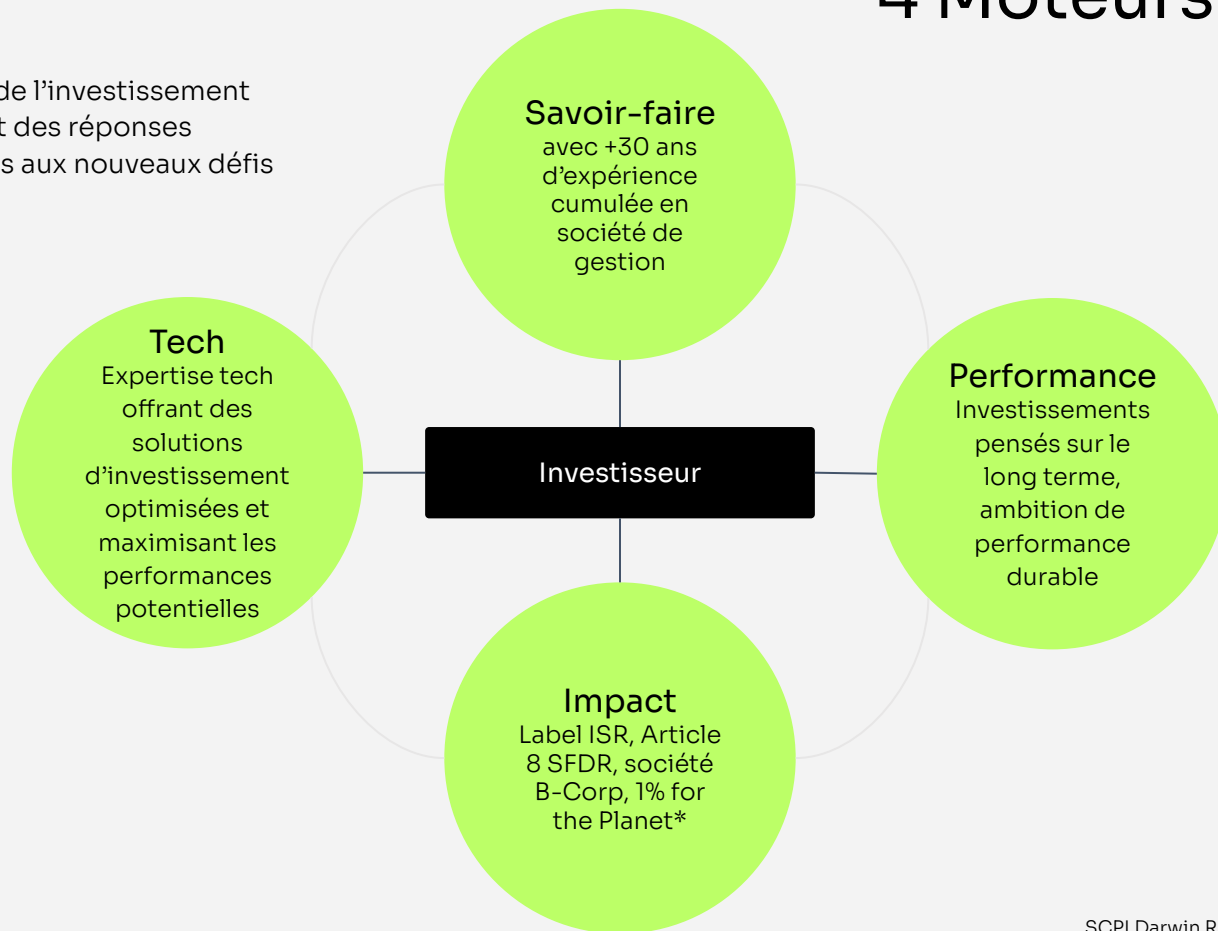 4 Moteurs
de l’investissement
des réponses
aux nouveaux défis
Savoir-faire
avec +30 ans
d’expérience
cumulée en
société de
gestion
Tech
Expertise tech
offrant des
solutions
d’investissement
optimisées et
maximisant les
performances
potentielles
Investisseur
Performance
Investissements
pensés sur le
long terme,
ambition de
performance
durable
Impact
Label ISR, Article
8 SFDR, société
B-Corp, 1% for
the Planet*
SCPI Darwin R